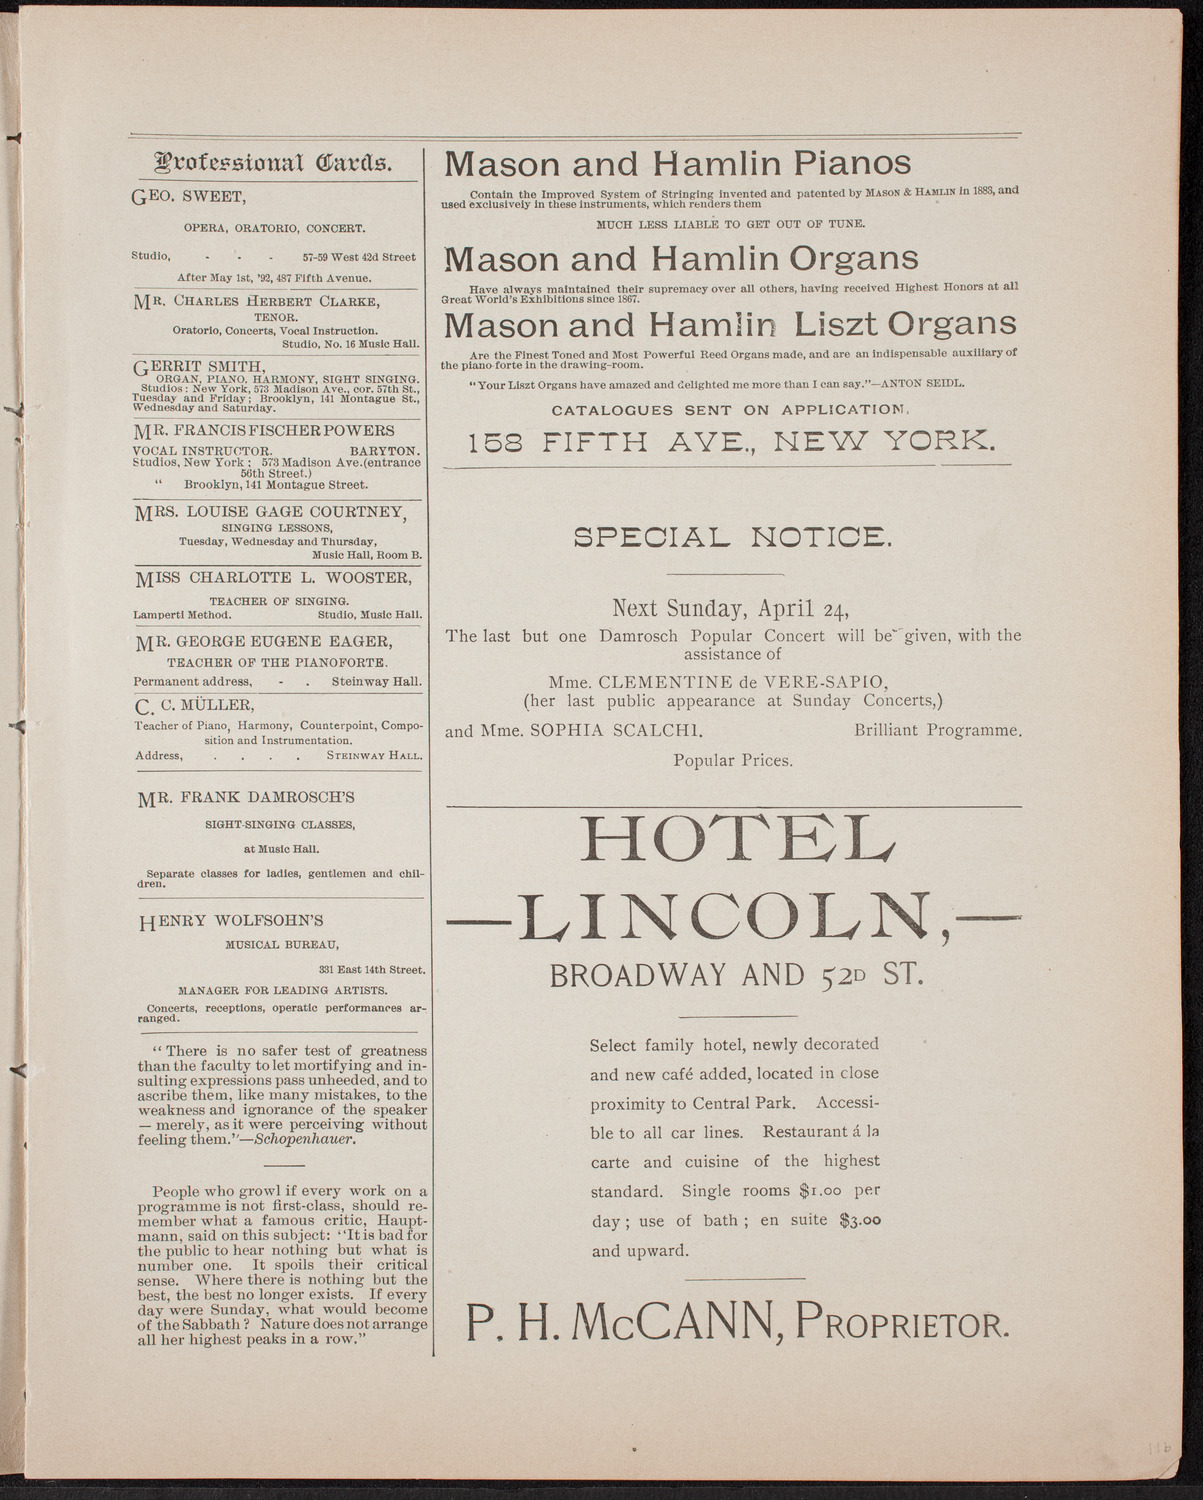 Professional Cards.
GEO. SWEET,
OPERA, ORATORIO, CONCERT.
Studio, - - - 57-59 West 42d Street
After May 1st, '92, 487 Fifth Avenue.
MR. CHARLES HERBERT CLARKE,
TENOR.
Oratorio, Concerts, Vocal Instruction.
Studio, No. 16 Music Hall.
GERRIT SMITH,
ORGAN, PIANO, HARMONY, SIGHT SINGING.
Studios: New York, 573 Madison Ave., cor. 57th St.,
Tuesday and Friday; Brooklyn, 141 Montague St.,
Wednesday and Saturday.
MR. FRANCIS FISCHER POWERS
VOCAL INSTRUCTOR. BARYTON.
Studios, New York: 573 Madison Ave.(entrance
56th Street.)
" Brooklyn, 141 Montague Street.
MRS. LOUISE GAGE COURTNEY,
SINGING LESSONS,
Tuesday, Wednesday and Thursday,
Music Hall, Room B.
MISS CHARLOTTE L. WOOSTER,
TEACHER OF SINGING.
Lamperti Method. Studio, Music Hall.
MR. GEORGE EUGENE EAGER,
TEACHER OF THE PIANOFORTE.
Permanent address, - . Steinway Hall.
C. C. MÜLLER,
Teacher of Piano, Harmony, Counterpoint, Compo-
sition and Instrumentation.
Address, . . . . STEINWAY HALL.
MR. FRANK DAMROSCH'S
SIGHT-SINGING CLASSES,
at Music Hall.
Separate classes for ladies, gentlemen and chil-
dren.
HENRY WOLFSOHN'S
MUSICAL BUREAU,
331 East 14th Street.
MANAGER FOR LEADING ARTISTS.
Concerts, receptions, operatic performances ar-
ranged.
"There is no safer test of greatness
than the faculty to let mortifying and in-
sulting expressions pass unheeded, and to
ascribe them, like many mistakes, to the
weakness and ignorance of the speaker
— merely, as it were perceiving without
feeling them."—Schopenhauer.
People who growl if every work on a
programme is not first-class, should re-
member what a famous critic, Haupt-
mann, said on this subject: "It is bad for
the public to hear nothing but what is
number one. It spoils their critical
sense. Where there is nothing but the
best, the best no longer exists. If every
day were Sunday, what would become
of the Sabbath? Nature does not arrange
all her highest peaks in a row."
Mason and Hamlin Pianos
Contain the Improved System of Stringing invented and patented by MASON & HAMLIN in 1883, and
used exclusively in these instruments, which renders them
MUCH LESS LIABLE TO GET OUT OF TUNE.
Mason and Hamlin Organs
Have always maintained their supremacy over all others, having received Highest Honors at all
Great World's Exhibitions since 1867.
Mason and Hamlin Liszt Organs
Are the Finest Toned and Most Powerful Reed Organs made, and are an indispensable auxiliary of
the piano-forte in the drawing-room.
"Your Liszt Organs have amazed and delighted me more than I can say."—ANTON SEIDL.
CATALOGUES SENT ON APPLICATION,
158 FIFTH AVE., NEW YORK.
SPECIAL NOTICE.
Next Sunday, April 24,
The last but one Damrosch Popular Concert will be given, with the
assistance of
Mme. CLEMENTINE de VERE-SAPIO,
(her last public appearance at Sunday Concerts,)
and Mme. SOPHIA SCALCHI. Brilliant Programme.
Popular Prices.
HOTEL
—LINCOLN,—
BROADWAY AND 52D ST.
Select family hotel, newly decorated
and new café added, located in close
proximity to Central Park. Accessi-
ble to all car lines. Restaurant á la
carte and cuisine of the highest
standard. Single rooms $1.00 per
day; use of bath; en suite $3.00
and upward.
P. H. McCANN, PROPRIETOR.
116